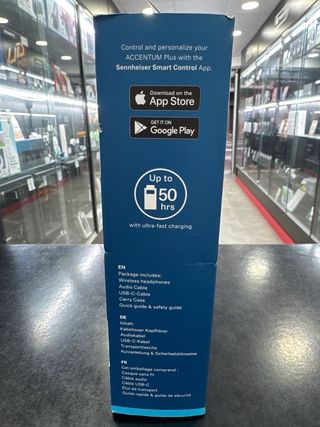 Control and personalize your
ACCENTUM Plus with the
Sennheiser Smart Control App.
Download on the
App Store
GET IT ON
Google Play
Up to
50
hrs
with ultra-fast charging
EN
Package includes:
Wireless headphones
Audio Cable
USB-C-Cable
Carry Case
Quick guide & safety guide
DE
Inhalt:
Kabelloser Kopfhörer
Audiokabel
USB-C-Kabel
Transporttasche
Kurzanleitung & Sicherheitshinweise
FR
Cet emballage comprend :
Casque sans fil
Câble audio
Câble USB-C
Étui de transport
Guide rapide & guide de sécurité